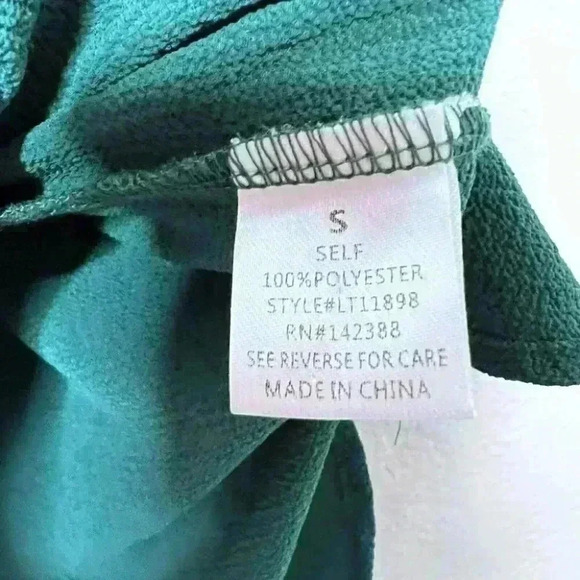 S
SELF
100%POLYESTER
STYLE#LT11898
RN#142388
SEE REVERSE FOR CARE
MADE IN CHINA